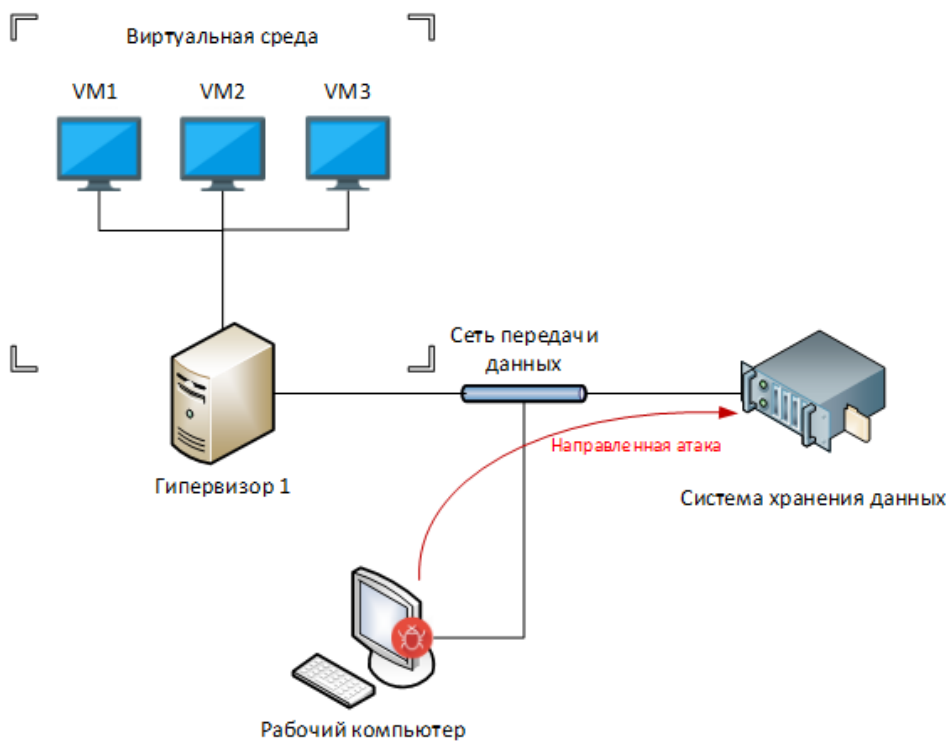 Виртуальная среда
VM1
VM2
VM3
Сеть передачи
данных
Направленная атака
Гипервизор 1
Система хранения данных
Рабочий компьютер